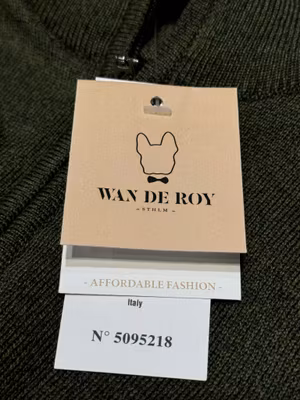 WAN DE ROY
– STHLM –
- AFFORDABLE FASHION -
Italy
N° 5095218